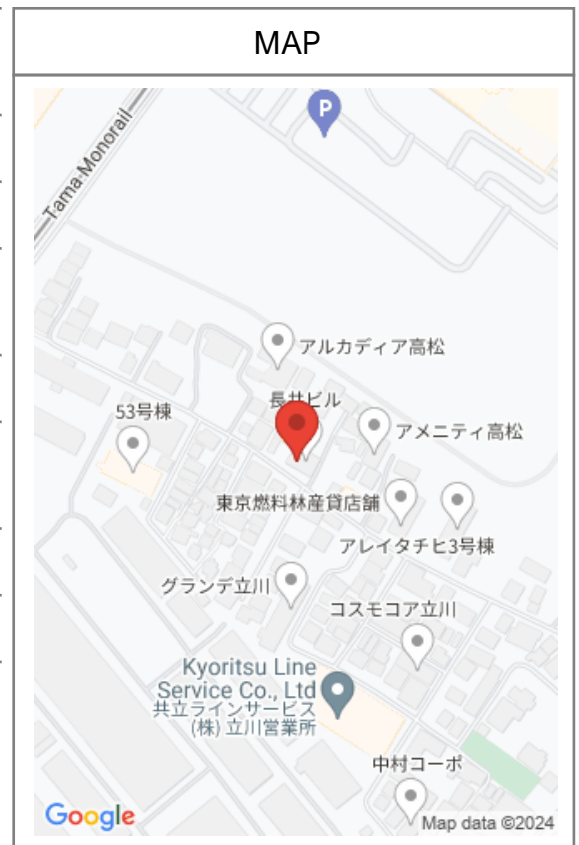 MAP
P
Tama Monorail
アルカディア高松
長井ビル
53号棟
アメニティ高松
東京燃料林産貸店舗
アレイタチヒ3号棟
グランデ立川
コスモコア立川
Kyoritsu Line
Service Co., Ltd
共立ラインサービス
(株) 立川営業所
中村コーポ
Google
Map data ©2024